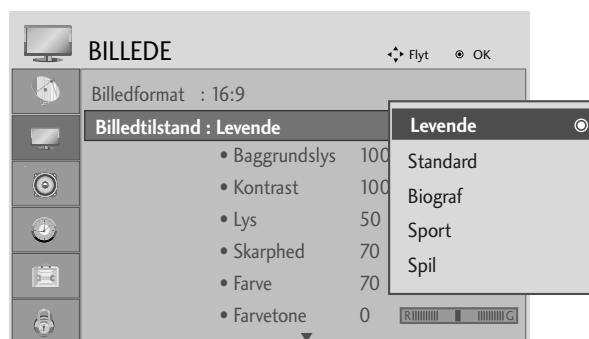 BILLEDE Flyt OK
Billedformat : 16:9
Billedtilstand : Levende
• Baggrundslys 100
• Kontrast 100
• Lys 50
• Skarphed 70
• Farve 70
• Farvetone 0 R G
Levende
Standard
Biograf
Sport
Spil